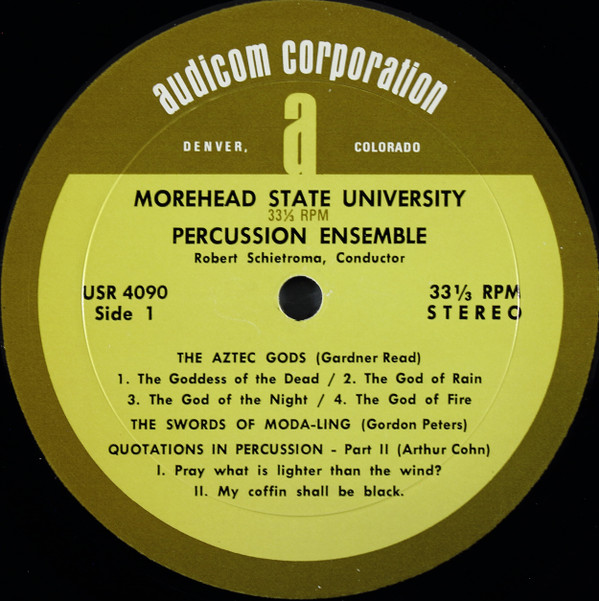 audicom corporation
a
DENVER, COLORADO
MOREHEAD STATE UNIVERSITY
33⅓ RPM
PERCUSSION ENSEMBLE
Robert Schietroma, Conductor
USR 4090 33⅓ RPM
Side 1 STEREO
THE AZTEC GODS (Gardner Read)
1. The Goddess of the Dead / 2. The God of Rain
3. The God of the Night / 4. The God of Fire
THE SWORDS OF MODA-LING (Gordon Peters)
QUOTATIONS IN PERCUSSION - Part II (Arthur Cohn)
I. Pray what is lighter than the wind?
II. My coffin shall be black.